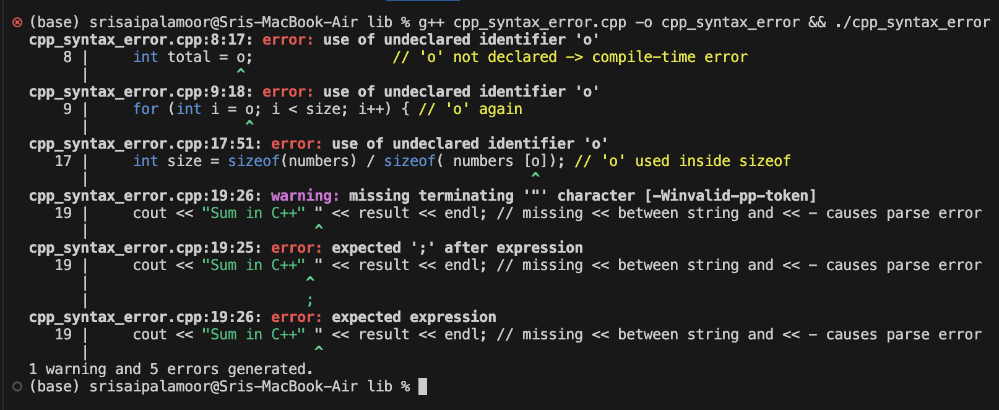 (base) srisaipalamoor@Sris-MacBook-Air lib % g++ cpp_syntax_error.cpp -o cpp_syntax_error && ./cpp_syntax_error
cpp_syntax_error.cpp:8:17: error: use of undeclared identifier 'o'
    8 |     int total = o;                // 'o' not declared -> compile-time error
      |                 ^
cpp_syntax_error.cpp:9:18: error: use of undeclared identifier 'o'
    9 |     for (int i = o; i < size; i++) { // 'o' again
      |                  ^
cpp_syntax_error.cpp:17:51: error: use of undeclared identifier 'o'
   17 |     int size = sizeof(numbers) / sizeof( numbers [o]); // 'o' used inside sizeof
      |                                                   ^
cpp_syntax_error.cpp:19:26: warning: missing terminating '"' character [-Winvalid-pp-token]
   19 |     cout << "Sum in C++" " << result << endl; // missing << between string and << - causes parse error
      |                          ^
cpp_syntax_error.cpp:19:25: error: expected ';' after expression
   19 |     cout << "Sum in C++" " << result << endl; // missing << between string and << - causes parse error
      |                         ^
      |                         ;
cpp_syntax_error.cpp:19:26: error: expected expression
   19 |     cout << "Sum in C++" " << result << endl; // missing << between string and << - causes parse error
      |                          ^
1 warning and 5 errors generated.
(base) srisaipalamoor@Sris-MacBook-Air lib %